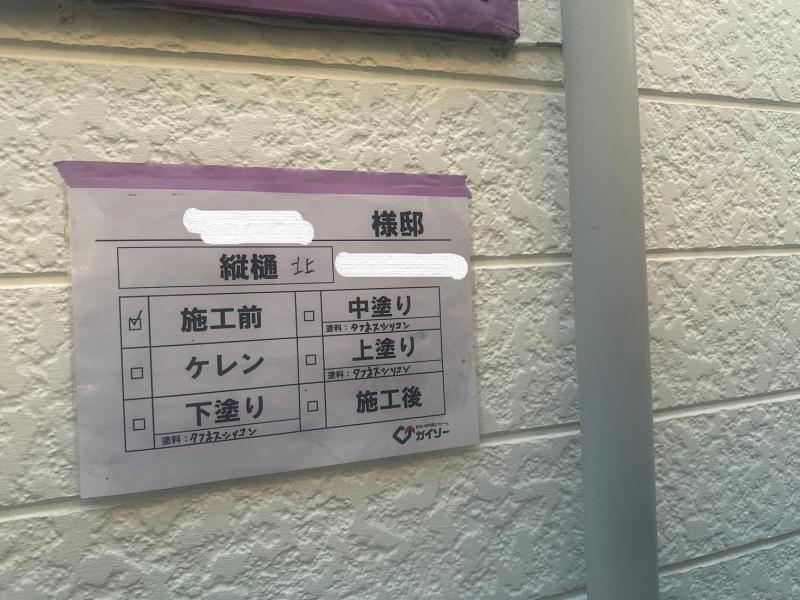 様邸
縦樋 北
☑ 施工前
□ 中塗り
塗料：タフネスシリコン
□ ケレン
□ 上塗り
塗料：タフネスシリコン
□ 下塗り
塗料：タフネスシリコン
□ 施工後
ガイソー